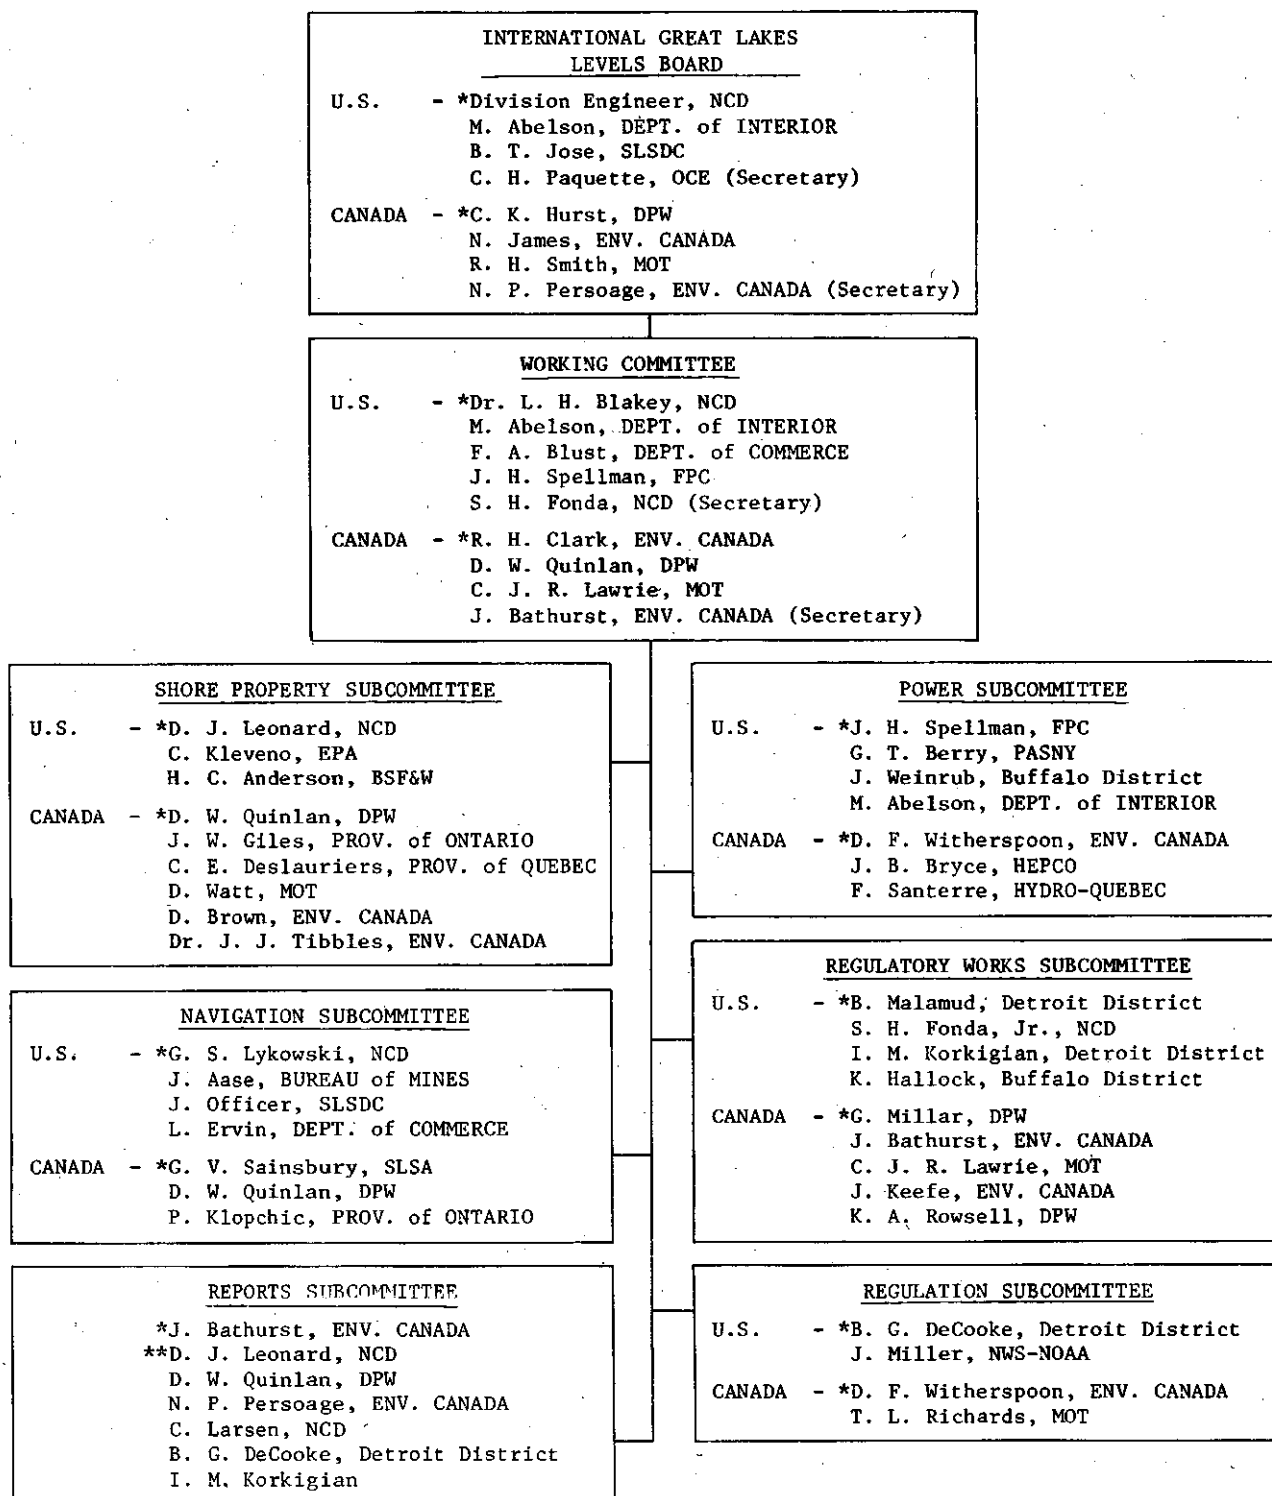 INTERNATIONAL GREAT LAKES
LEVELS BOARD
U.S. - *Division Engineer, NCD
M. Abelson, DEPT. of INTERIOR
B. T. Jose, SLSDC
C. H. Paquette, OCE (Secretary)
CANADA - *C. K. Hurst, DPW
N. James, ENV. CANADA
R. H. Smith, MOT
N. P. Persoage, ENV. CANADA (Secretary)
WORKING COMMITTEE
U.S. - *Dr. L. H. Blakey, NCD
M. Abelson, DEPT. of INTERIOR
F. A. Blust, DEPT. of COMMERCE
J. H. Spellman, FPC
S. H. Fonda, NCD (Secretary)
CANADA - *R. H. Clark, ENV. CANADA
D. W. Quinlan, DPW
C. J. R. Lawrie, MOT
J. Bathurst, ENV. CANADA (Secretary)
SHORE PROPERTY SUBCOMMITTEE
U.S. - *D. J. Leonard, NCD
C. Kleveno, EPA
H. C. Anderson, BSF&W
CANADA - *D. W. Quinlan, DPW
J. W. Giles, PROV. of ONTARIO
C. E. Deslauriers, PROV. of QUEBEC
D. Watt, MOT
D. Brown, ENV. CANADA
Dr. J. J. Tibbles, ENV. CANADA
NAVIGATION SUBCOMMITTEE
U.S. - *G. S. Lykowski, NCD
J. Aase, BUREAU of MINES
J. Officer, SLSDC
L. Ervin, DEPT. of COMMERCE
CANADA - *G. V. Sainsbury, SLSA
D. W. Quinlan, DPW
P. Klopchic, PROV. of ONTARIO
REPORTS SUBCOMMITTEE
*J. Bathurst, ENV. CANADA
**D. J. Leonard, NCD
D. W. Quinlan, DPW
N. P. Persoage, ENV. CANADA
C. Larsen, NCD
B. G. DeCooke, Detroit District
I. M. Korkigian
POWER SUBCOMMITTEE
U.S. - *J. H. Spellman, FPC
G. T. Berry, PASNY
J. Weinrub, Buffalo District
M. Abelson, DEPT. of INTERIOR
CANADA - *D. F. Witherspoon, ENV. CANADA
J. B. Bryce, HEPCO
F. Santerre, HYDRO-QUEBEC
REGULATORY WORKS SUBCOMMITTEE
U.S. - *B. Malamud, Detroit District
S. H. Fonda, Jr., NCD
I. M. Korkigian, Detroit District
K. Hallock, Buffalo District
CANADA - *G. Millar, DPW
J. Bathurst, ENV. CANADA
C. J. R. Lawrie, MOT
J. Keefe, ENV. CANADA
K. A. Rowsell, DPW
REGULATION SUBCOMMITTEE
U.S. - *B. G. DeCooke, Detroit District
J. Miller, NWS-NOAA
CANADA - *D. F. Witherspoon, ENV. CANADA
T. L. Richards, MOT